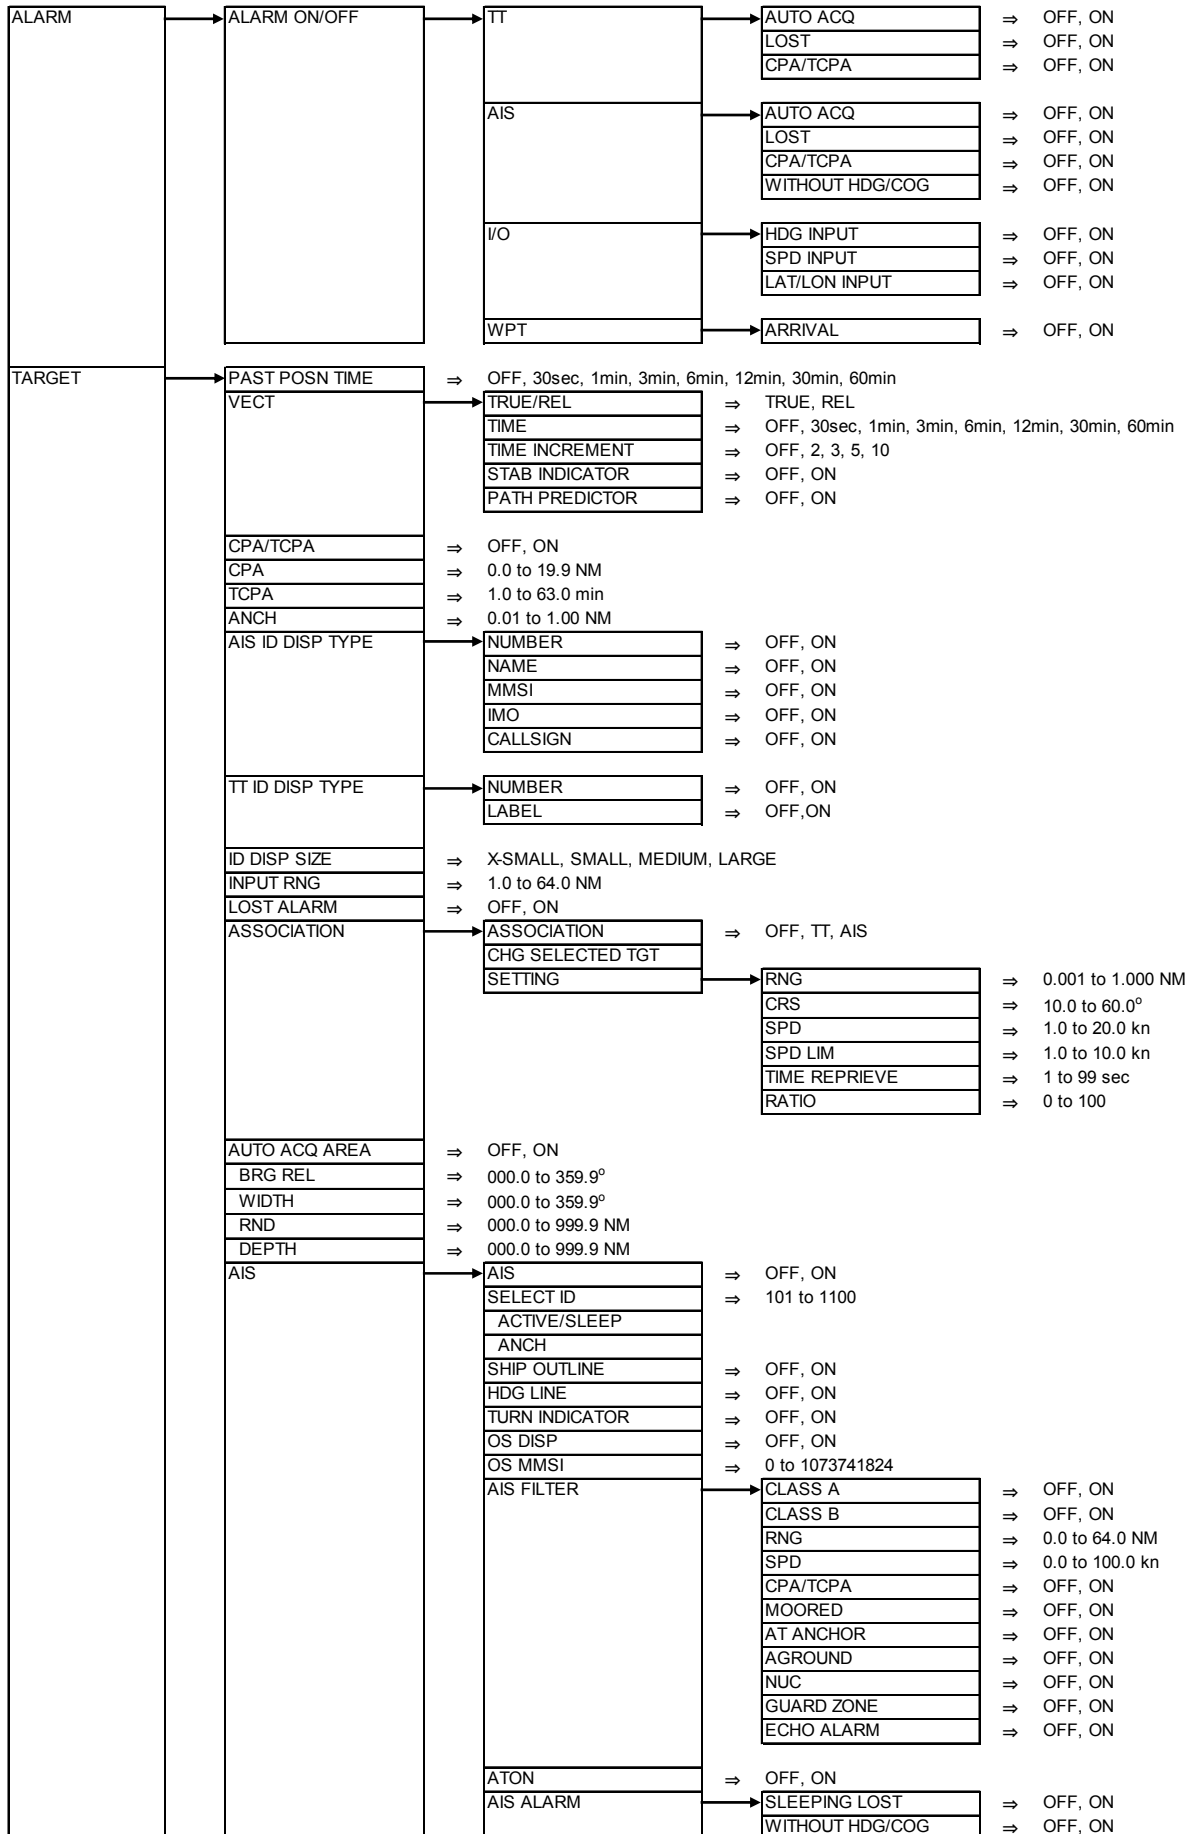 ALARM ALARM ON/OFF TT AUTO ACQ ⇒ OFF, ON
LOST ⇒ OFF, ON
CPA/TCPA ⇒ OFF, ON
AIS AUTO ACQ ⇒ OFF, ON
LOST ⇒ OFF, ON
CPA/TCPA ⇒ OFF, ON
WITHOUT HDG/COG ⇒ OFF, ON
I/O HDG INPUT ⇒ OFF, ON
SPD INPUT ⇒ OFF, ON
LAT/LON INPUT ⇒ OFF, ON
WPT ARRIVAL ⇒ OFF, ON
TARGET PAST POSN TIME ⇒ OFF, 30sec, 1min, 3min, 6min, 12min, 30min, 60min
VECT TRUE/REL ⇒ TRUE, REL
TIME ⇒ OFF, 30sec, 1min, 3min, 6min, 12min, 30min, 60min
TIME INCREMENT ⇒ OFF, 2, 3, 5, 10
STAB INDICATOR ⇒ OFF, ON
PATH PREDICTOR ⇒ OFF, ON
CPA/TCPA ⇒ OFF, ON
CPA ⇒ 0.0 to 19.9 NM
TCPA ⇒ 1.0 to 63.0 min
ANCH ⇒ 0.01 to 1.00 NM
AIS ID DISP TYPE NUMBER ⇒ OFF, ON
NAME ⇒ OFF, ON
MMSI ⇒ OFF, ON
IMO ⇒ OFF, ON
CALLSIGN ⇒ OFF, ON
TT ID DISP TYPE NUMBER ⇒ OFF, ON
LABEL ⇒ OFF,ON
ID DISP SIZE ⇒ X-SMALL, SMALL, MEDIUM, LARGE
INPUT RNG ⇒ 1.0 to 64.0 NM
LOST ALARM ⇒ OFF, ON
ASSOCIATION ASSOCIATION ⇒ OFF, TT, AIS
CHG SELECTED TGT
SETTING RNG ⇒ 0.001 to 1.000 NM
CRS ⇒ 10.0 to 60.0º
SPD ⇒ 1.0 to 20.0 kn
SPD LIM ⇒ 1.0 to 10.0 kn
TIME REPRIEVE ⇒ 1 to 99 sec
RATIO ⇒ 0 to 100
AUTO ACQ AREA ⇒ OFF, ON
BRG REL ⇒ 000.0 to 359.9º
WIDTH ⇒ 000.0 to 359.9º
RND ⇒ 000.0 to 999.9 NM
DEPTH ⇒ 000.0 to 999.9 NM
AIS AIS ⇒ OFF, ON
SELECT ID ⇒ 101 to 1100
ACTIVE/SLEEP
ANCH
SHIP OUTLINE ⇒ OFF, ON
HDG LINE ⇒ OFF, ON
TURN INDICATOR ⇒ OFF, ON
OS DISP ⇒ OFF, ON
OS MMSI ⇒ 0 to 1073741824
AIS FILTER CLASS A ⇒ OFF, ON
CLASS B ⇒ OFF, ON
RNG ⇒ 0.0 to 64.0 NM
SPD ⇒ 0.0 to 100.0 kn
CPA/TCPA ⇒ OFF, ON
MOORED ⇒ OFF, ON
AT ANCHOR ⇒ OFF, ON
AGROUND ⇒ OFF, ON
NUC ⇒ OFF, ON
GUARD ZONE ⇒ OFF, ON
ECHO ALARM ⇒ OFF, ON
ATON ⇒ OFF, ON
AIS ALARM SLEEPING LOST ⇒ OFF, ON
WITHOUT HDG/COG ⇒ OFF, ON